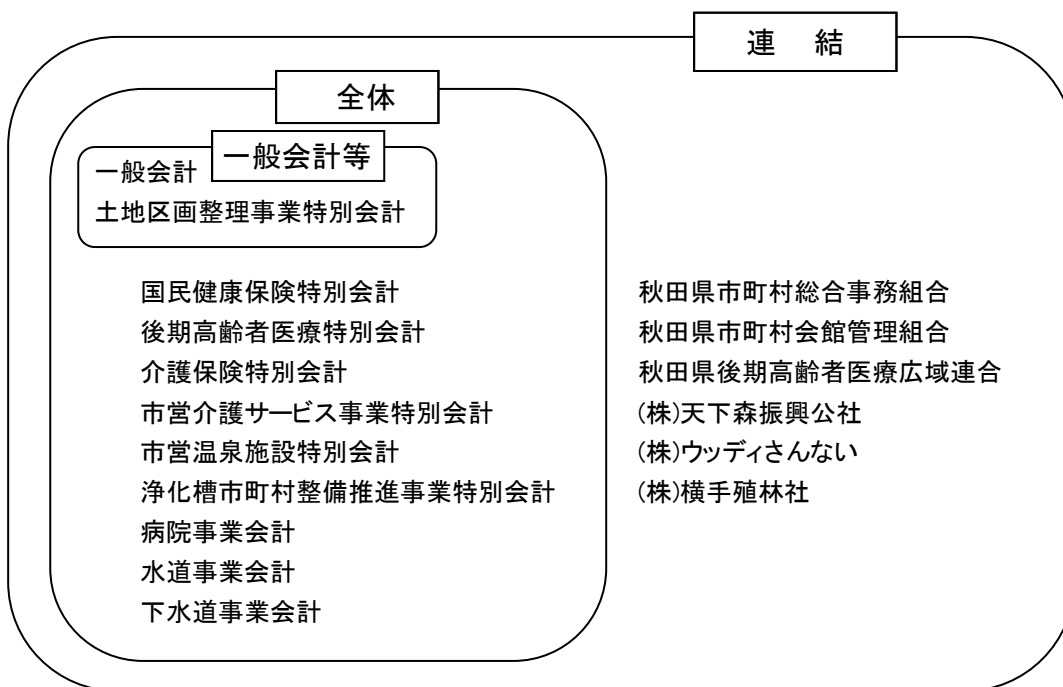 連 結
全体
一般会計等
一般会計
土地区画整理事業特別会計
国民健康保険特別会計
後期高齢者医療特別会計
介護保険特別会計
市営介護サービス事業特別会計
市営温泉施設特別会計
浄化槽市町村整備推進事業特別会計
病院事業会計
水道事業会計
下水道事業会計
秋田県市町村総合事務組合
秋田県市町村会館管理組合
秋田県後期高齢者医療広域連合
(株)天下森振興公社
(株)ウッディさんない
(株)横手殖林社